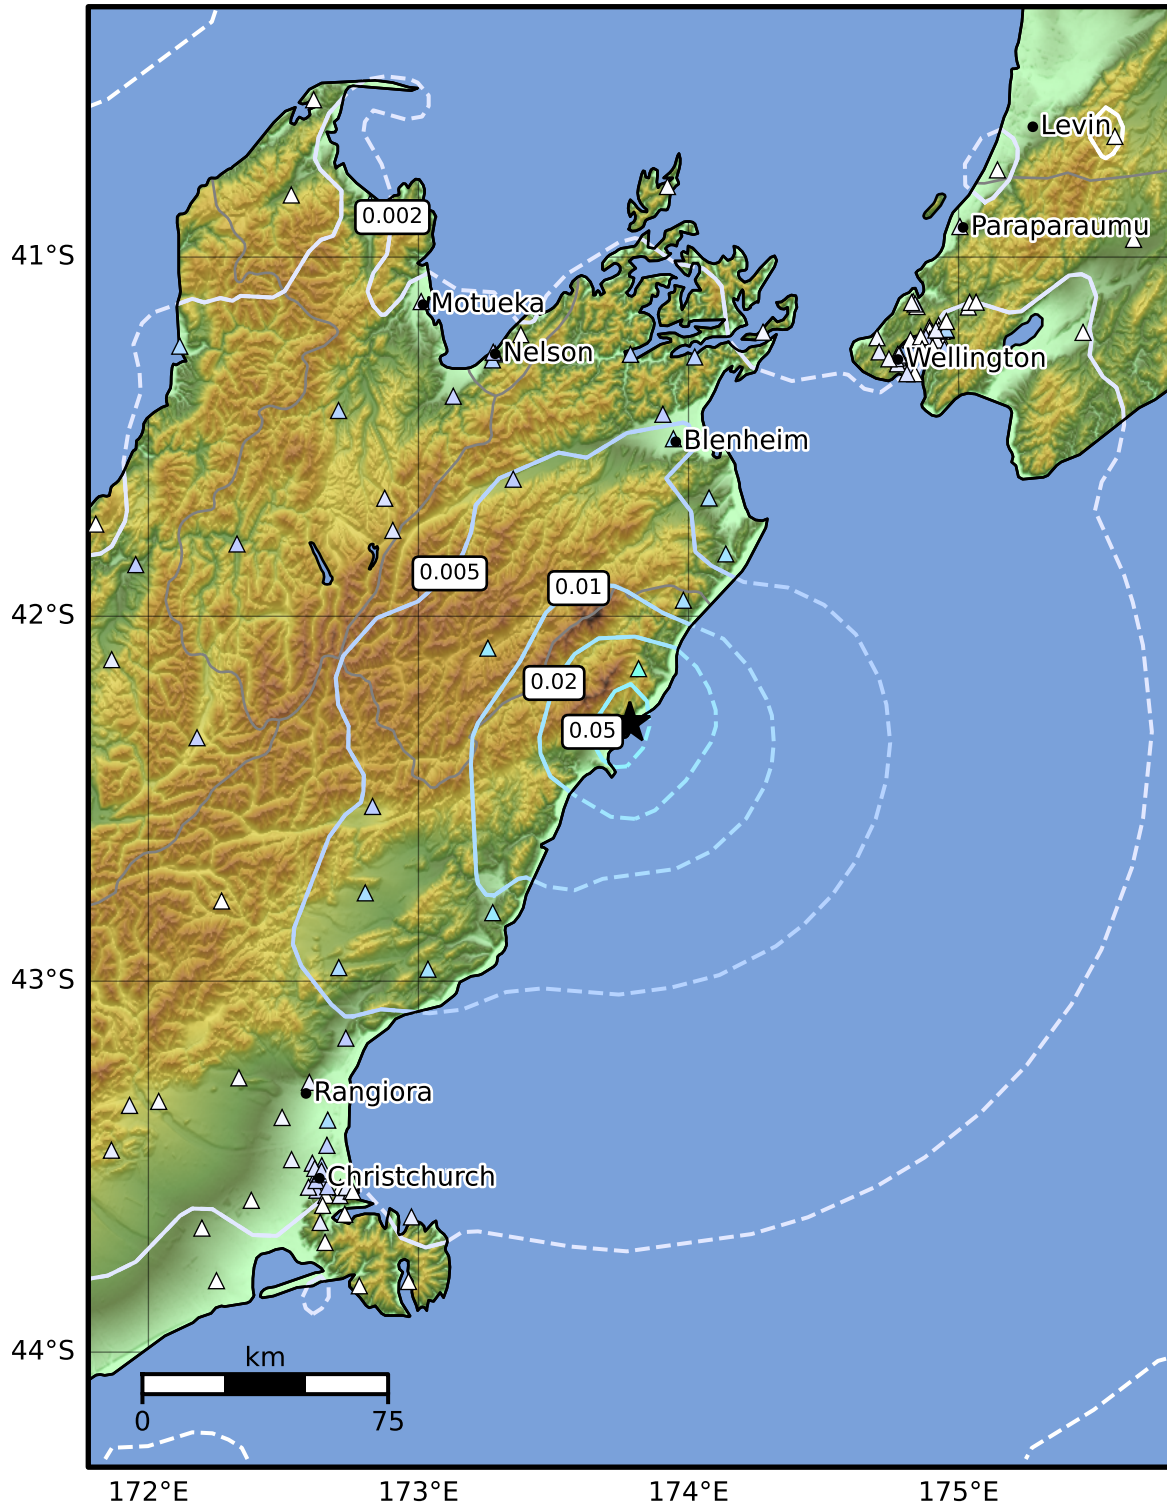 Levin
0.002
Paraparaumu
41°S
Motueka
Nelson
Wellington
Blenheim
0.005
0.01
42°S
0.02
0.05
43°S
Rangiora
Christchurch
44°S
km
0 75
172°E 173°E 174°E 175°E